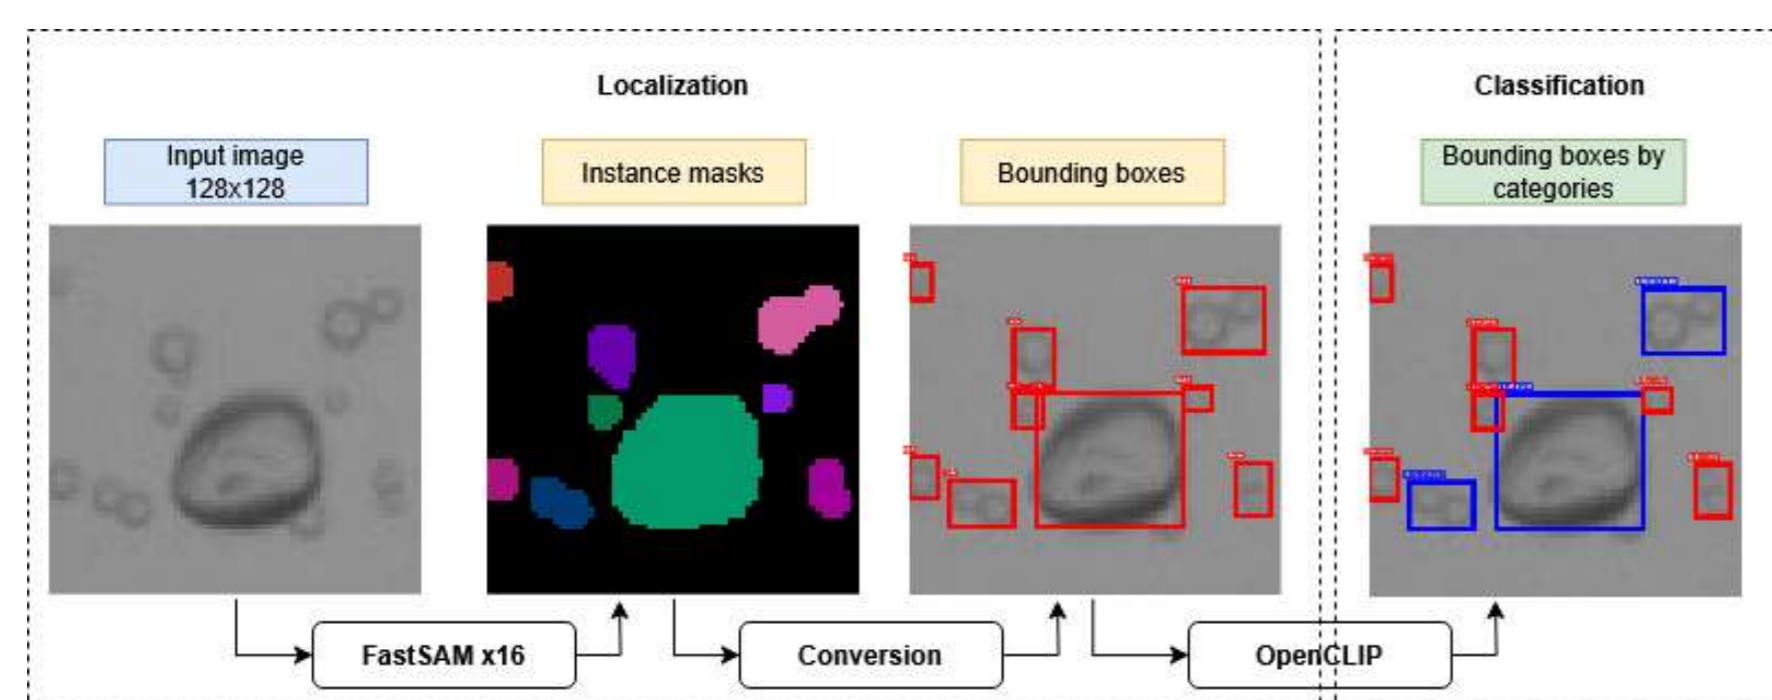 Localization
Classification
Input image
128x128
Instance masks
Bounding boxes
Bounding boxes by
categories
FastSAM x16
Conversion
OpenCLIP